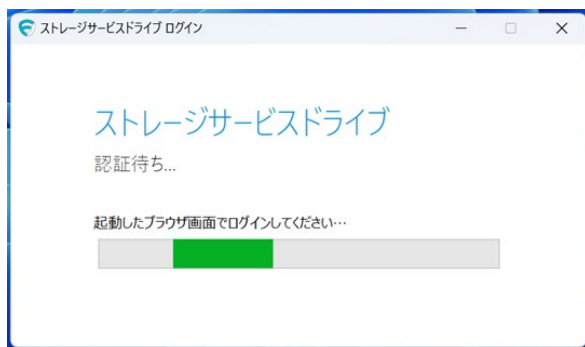 ストレージサービスドライブ ログイン
ストレージサービスドライブ
認証待ち...
起動したブラウザ画面でログインしてください…